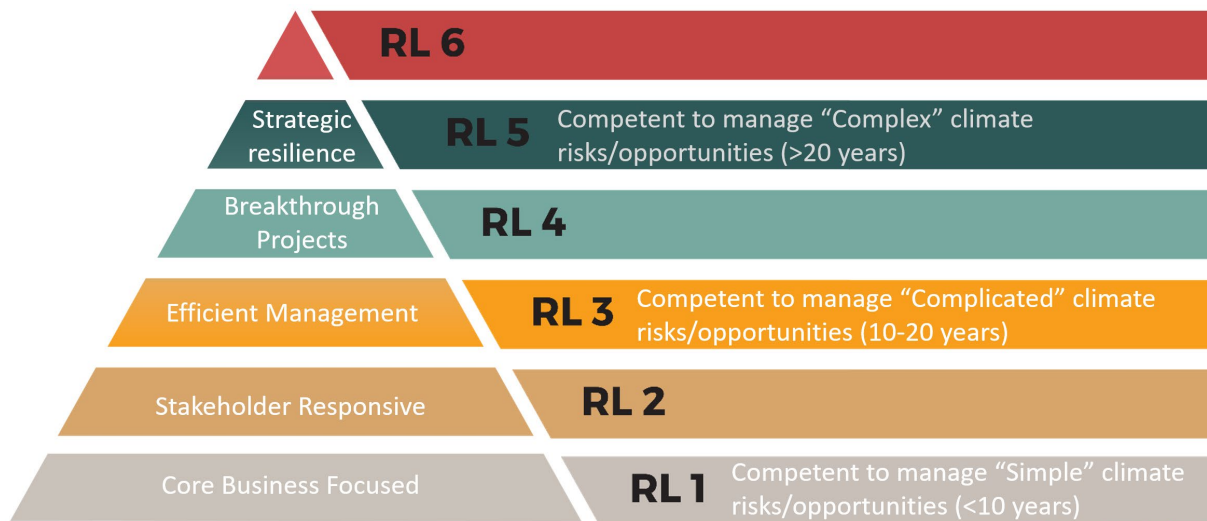 RL 6
Strategic
resilience
RL 5
Competent to manage “Complex” climate
risks/opportunities (>20 years)
Breakthrough
Projects
RL 4
Efficient Management
RL 3
Competent to manage “Complicated” climate
risks/opportunities (10-20 years)
Stakeholder Responsive
RL 2
Core Business Focused
RL 1
Competent to manage “Simple” climate
risks/opportunities (<10 years)